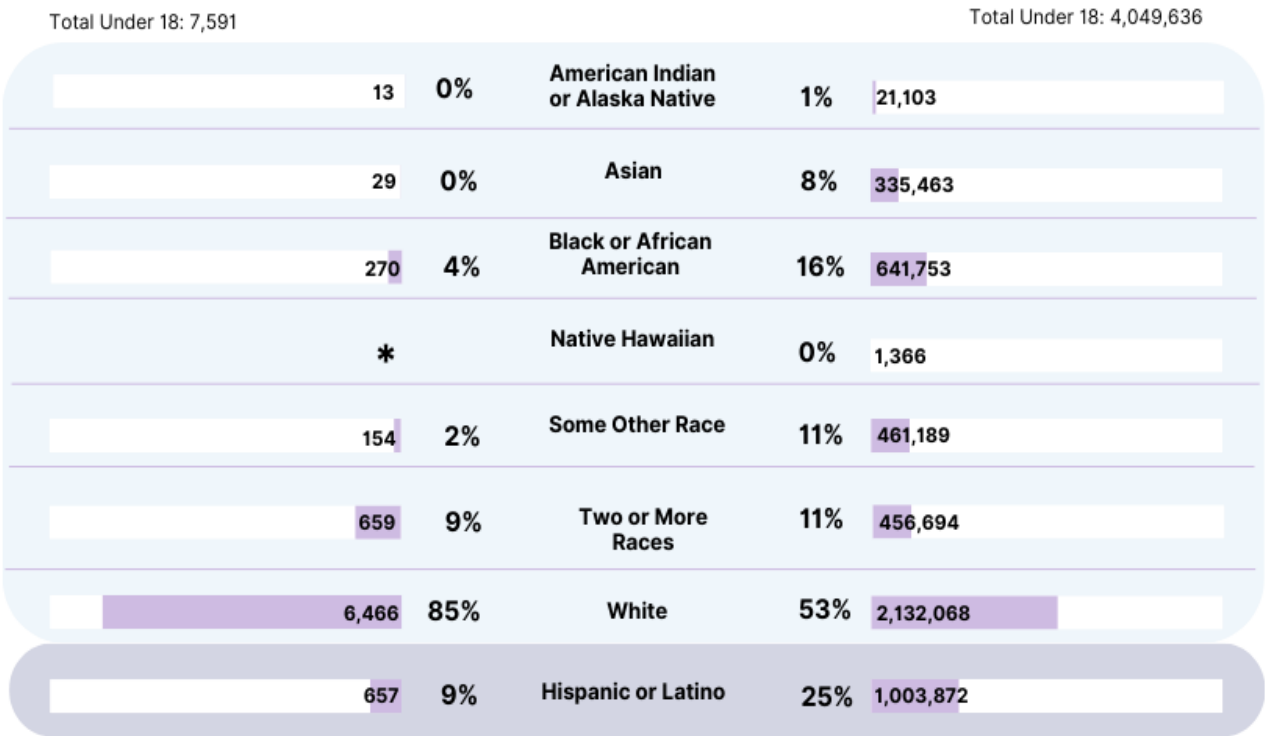 Total Under 18: 7,591
Total Under 18: 4,049,636
13 0% American Indian
or Alaska Native 1% 21,103
29 0% Asian 8% 335,463
270 4% Black or African
American 16% 641,753
* Native Hawaiian 0% 1,366
154 2% Some Other Race 11% 461,189
659 9% Two or More
Races 11% 456,694
6,466 85% White 53% 2,132,068
657 9% Hispanic or Latino 25% 1,003,872